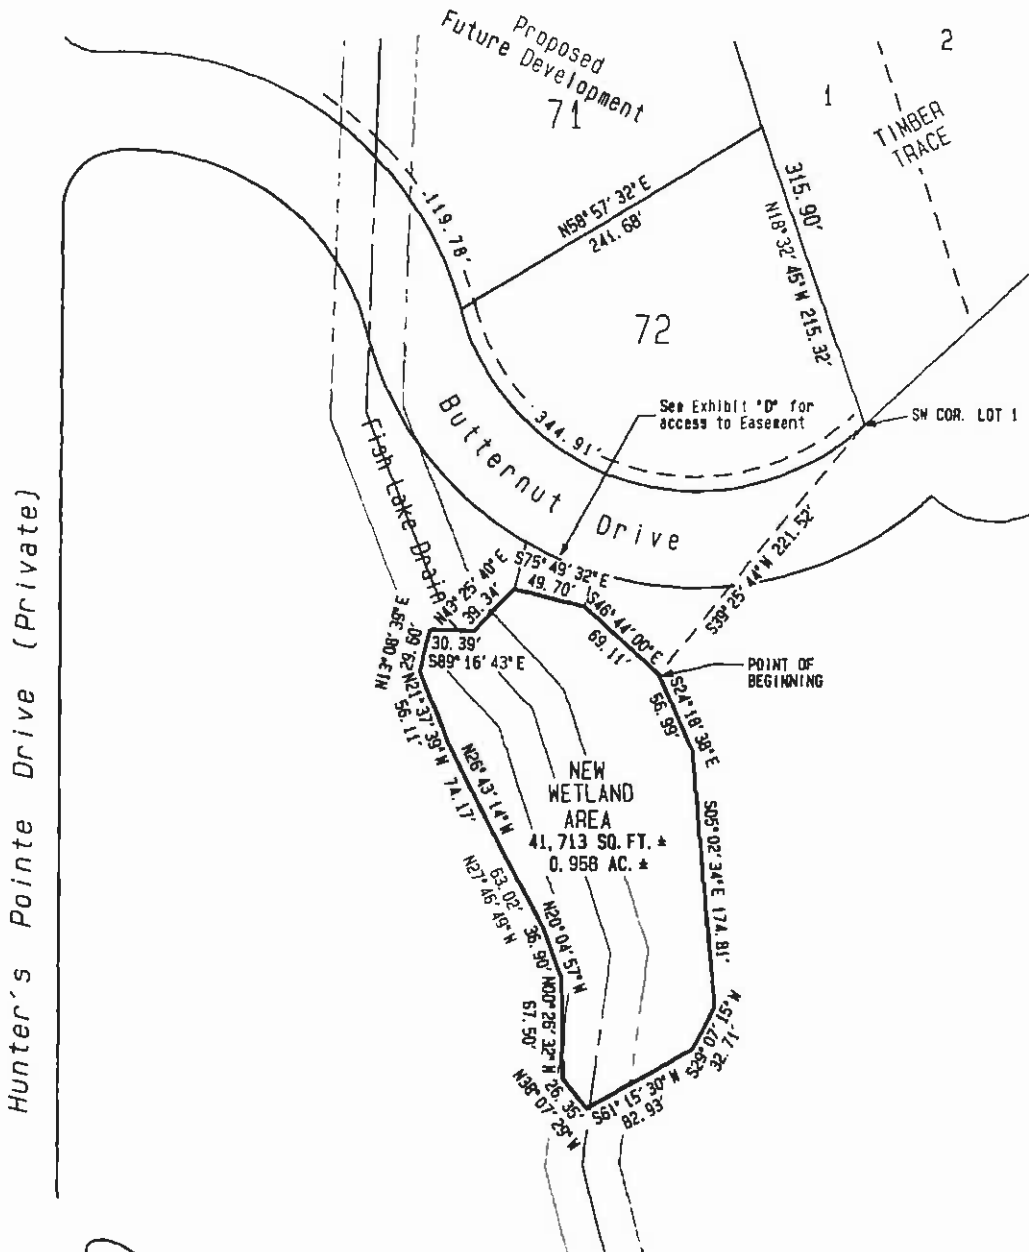 Proposed
Future Development
71
2
1
TIMBER
TRACE
119.78'
N58°57'32"E
241.68'
315.90'
N18°32'45"W 215.32'
72
See Exhibit "D" for
access to Easement
SW COR. LOT 1
344.91'
Butternut Drive
Fish Lake Drain
Hunter's Pointe Drive (Private)
S39°25'44"W 221.52'
N43°25'40"E
39.34'
S75°49'32"E
49.70'
S46°44'00"E
69.11'
POINT OF
BEGINNING
N13°08'39"E
29.60'
30.39'
S89°16'43"E
S24°18'38"E
56.99'
N21°37'39"W
56.11'
N26°43'14"W
74.17'
NEW
WETLAND
AREA
41,713 SQ.FT.±
0.958 AC.±
S05°02'34"E 174.81'
63.02'
N27°46'49"W
N20°04'57"W
36.90'
N00°26'32"W
67.50'
S29°07'15"W
32.71'
26.35'
N38°07'29"W
S61°15'30"W
82.93'